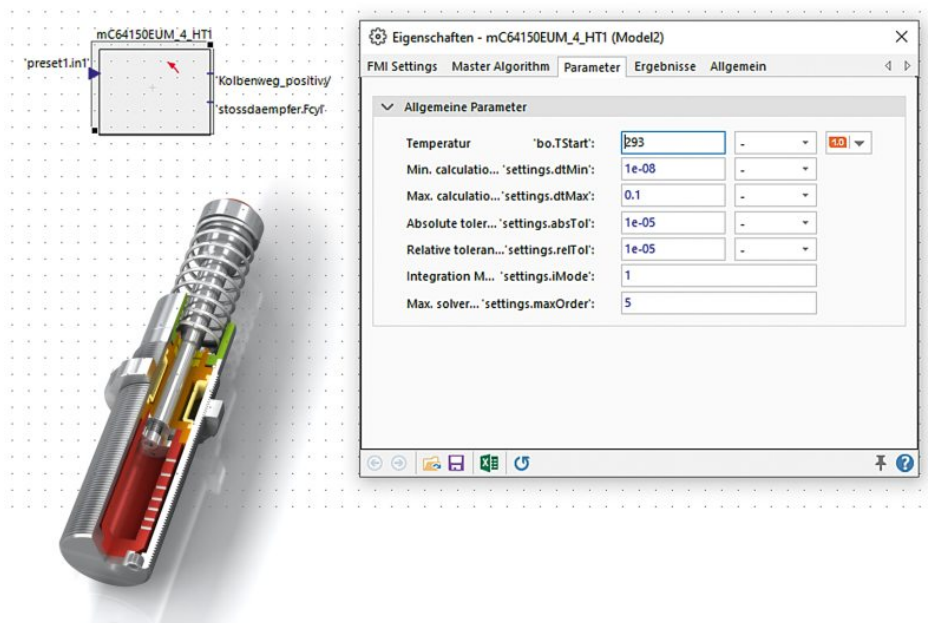 mC64150EUM_4_HT1
'preset1.in1'
'Kolbenweg_positiv'
'stossdaempfer.Fcyl'
Eigenschaften - mC64150EUM_4_HT1 (Model2)
FMI Settings Master Algorithm Parameter Ergebnisse Allgemein
Allgemeine Parameter
Temperatur 'bo.TStart': 293 - 1.0
Min. calculatio... 'settings.dtMin': 1e-08 -
Max. calculatio... 'settings.dtMax': 0.1 -
Absolute toler... 'settings.absTol': 1e-05 -
Relative toleran... 'settings.relTol': 1e-05 -
Integration M... 'settings.iMode': 1
Max. solver... 'settings.maxOrder': 5